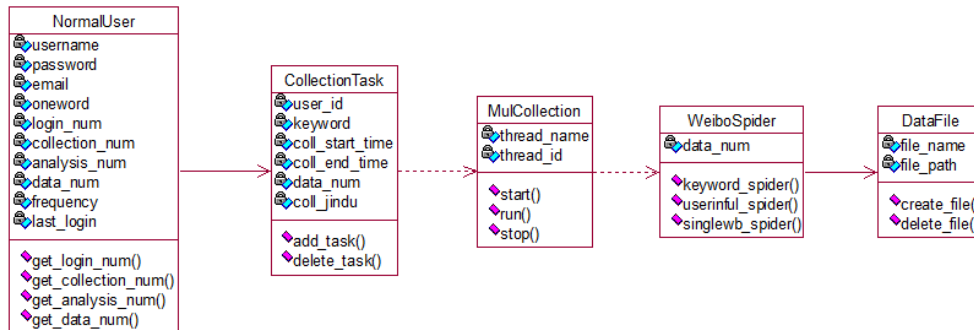 NormalUser
username
password
email
oneword
login_num
collection_num
analysis_num
data_num
frequency
last_login
get_login_num()
get_collection_num()
get_analysis_num()
get_data_num()
CollectionTask
user_id
keyword
coll_start_time
coll_end_time
data_num
coll_jindu
add_task()
delete_task()
MulCollection
thread_name
thread_id
start()
run()
stop()
WeiboSpider
data_num
keyword_spider()
userinful_spider()
singlewb_spider()
DataFile
file_name
file_path
create_file(
delete_file(